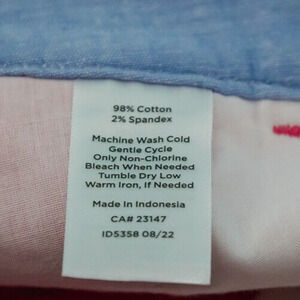 98% Cotton
2% Spandex
Machine Wash Cold
Gentle Cycle
Only Non-Chlorine
Bleach When Needed
Tumble Dry Low
Warm Iron, If Needed
Made In Indonesia
CA# 23147
ID5358 08/22